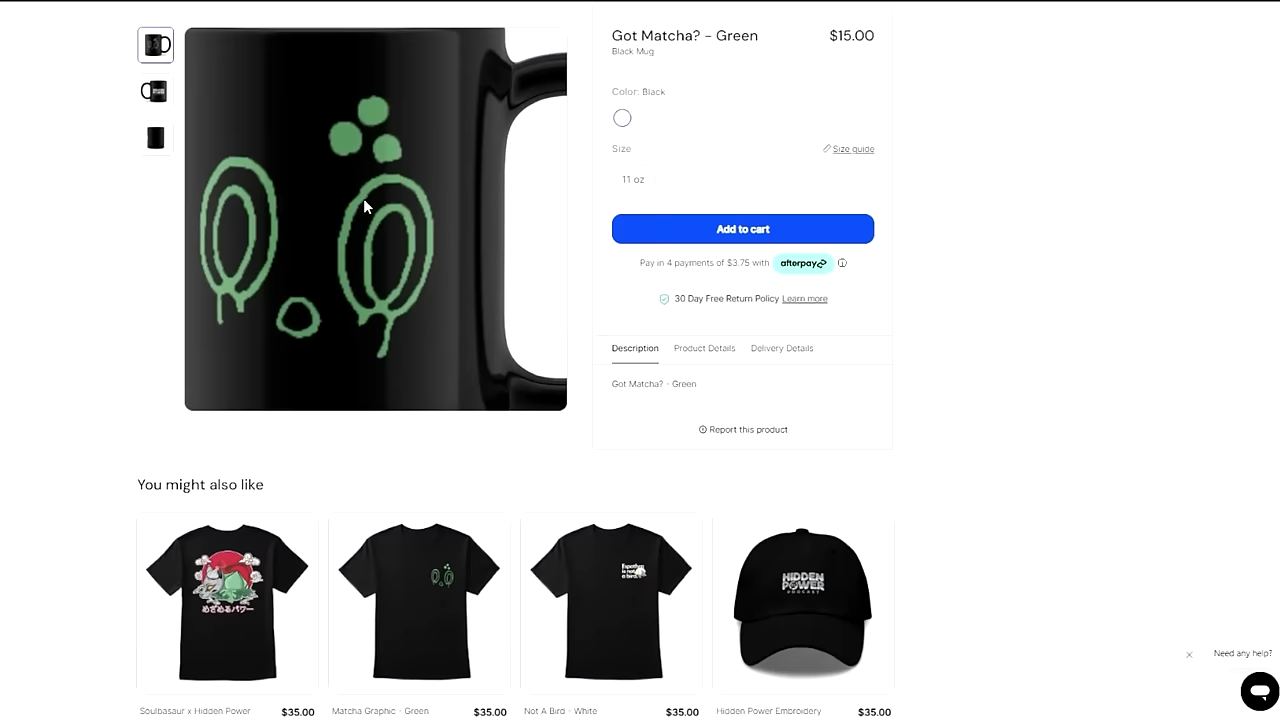 Got Matcha? - Green
$15.00
Black Mug
Color: Black
Size
Size guide
11 oz
Add to cart
Pay in 4 payments of $3.75 with afterpay
30 Day Free Return Policy Learn more
Description
Product Details
Delivery Details
Got Matcha? - Green
Report this product
You might also like
めざめるパワー
is not
a bird.
HIDDEN
POWER
PODCAST
Soulbasaur x Hidden Power
$35.00
Matcha Graphic - Green
$35.00
Not A Bird - White
$35.00
Hidden Power Embroidery
$35.00
Need any help?